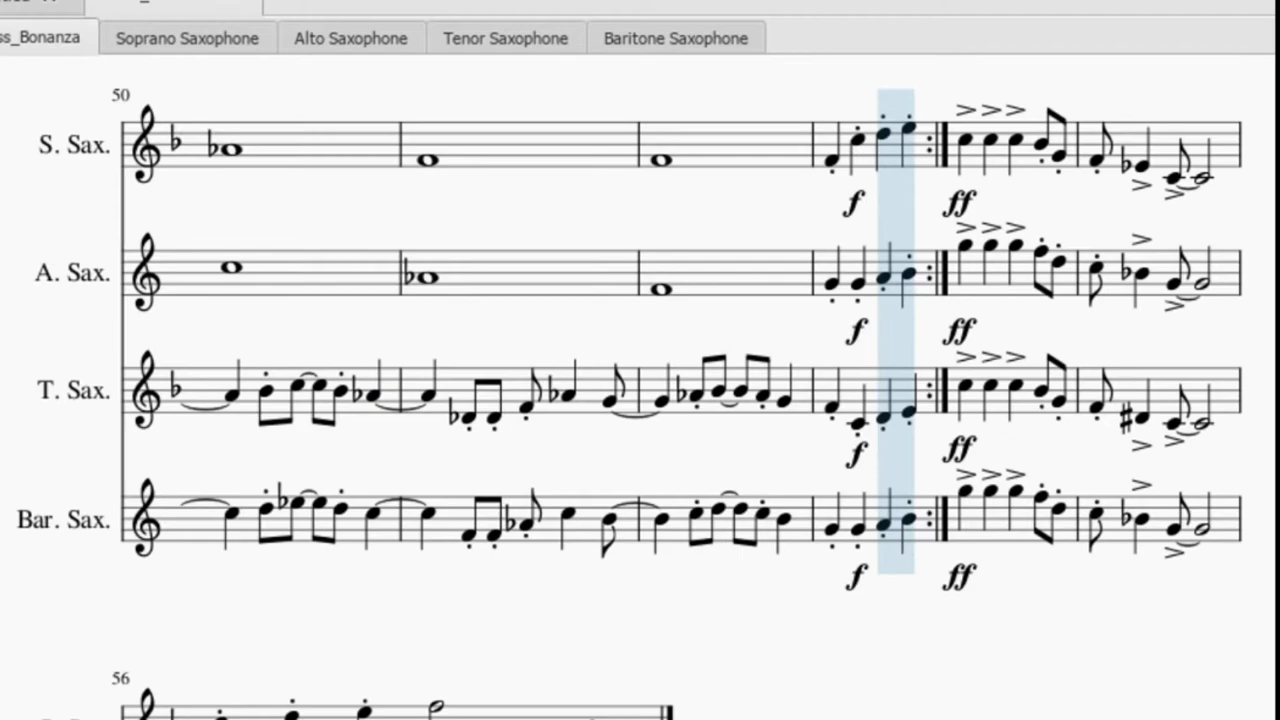 ss_Bonanza Soprano Saxophone Alto Saxophone Tenor Saxophone Baritone Saxophone
50
S. Sax.
f ff
A. Sax.
f ff
T. Sax.
f ff
Bar. Sax.
f ff
56